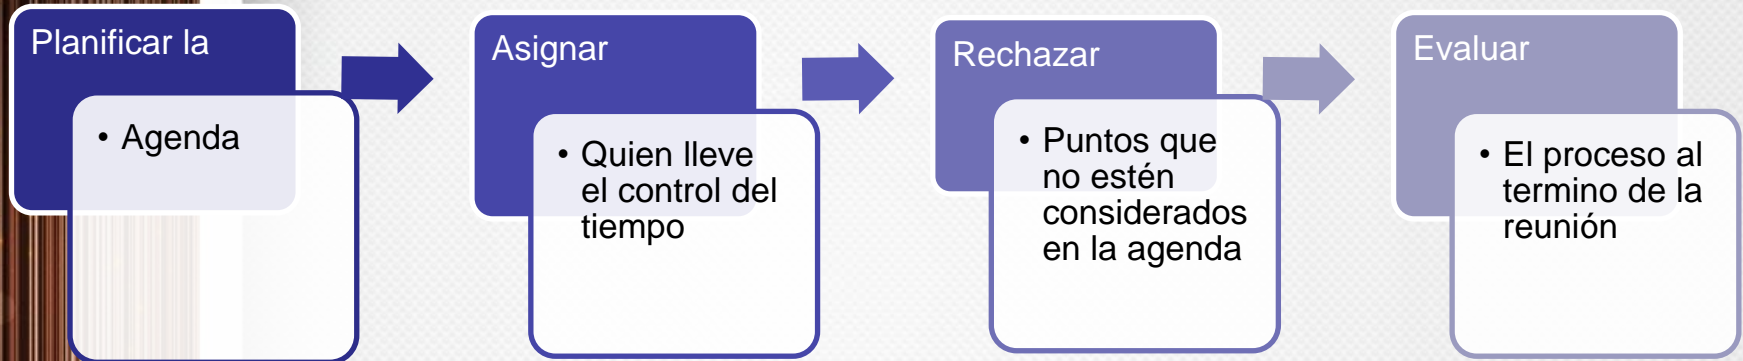 Planificar la
• Agenda
Asignar
• Quien lleve
el control del
tiempo
Rechazar
• Puntos que
no estén
considerados
en la agenda
Evaluar
• El proceso al
termino de la
reunión